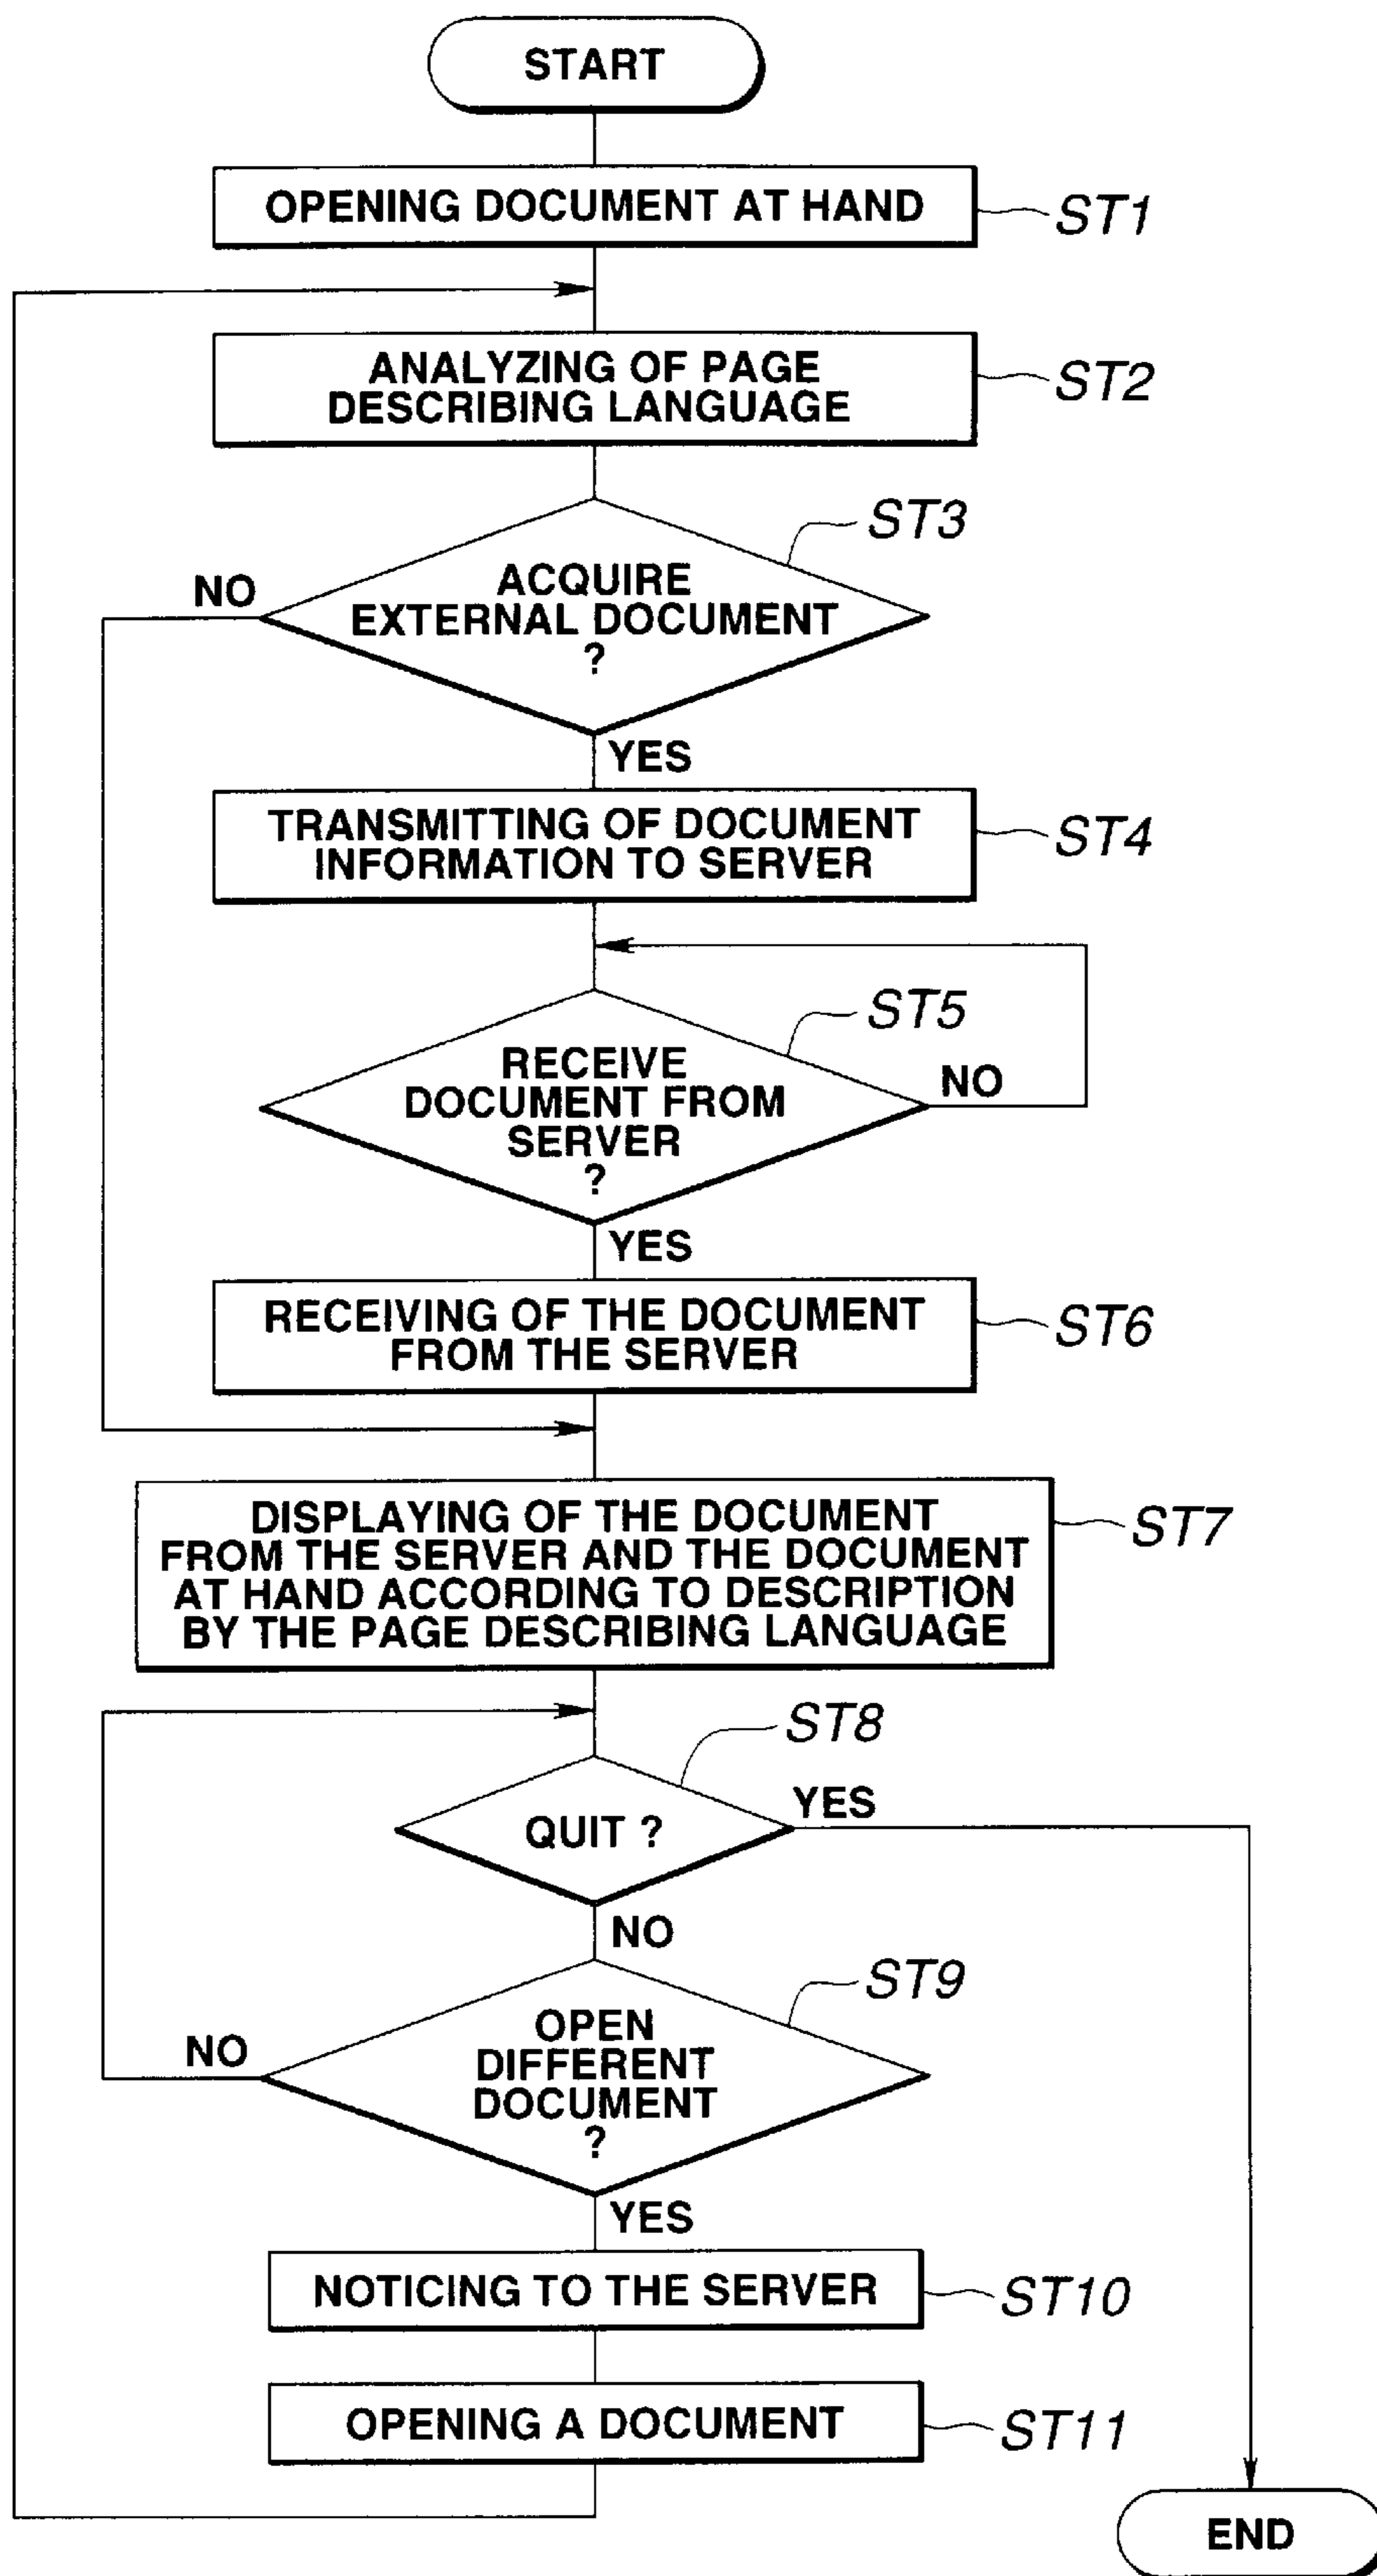 START
OPENING DOCUMENT AT HAND
ST1
ANALYZING OF PAGE
DESCRIBING LANGUAGE
ST2
ST3
NO
ACQUIRE
EXTERNAL DOCUMENT
?
YES
TRANSMITTING OF DOCUMENT
INFORMATION TO SERVER
ST4
ST5
RECEIVE
DOCUMENT FROM
SERVER
?
NO
YES
RECEIVING OF THE DOCUMENT
FROM THE SERVER
ST6
DISPLAYING OF THE DOCUMENT
FROM THE SERVER AND THE DOCUMENT
AT HAND ACCORDING TO DESCRIPTION
BY THE PAGE DESCRIBING LANGUAGE
ST7
ST8
QUIT ?
YES
NO
ST9
OPEN
DIFFERENT
DOCUMENT
?
NO
YES
NOTICING TO THE SERVER
ST10
OPENING A DOCUMENT
ST11
END